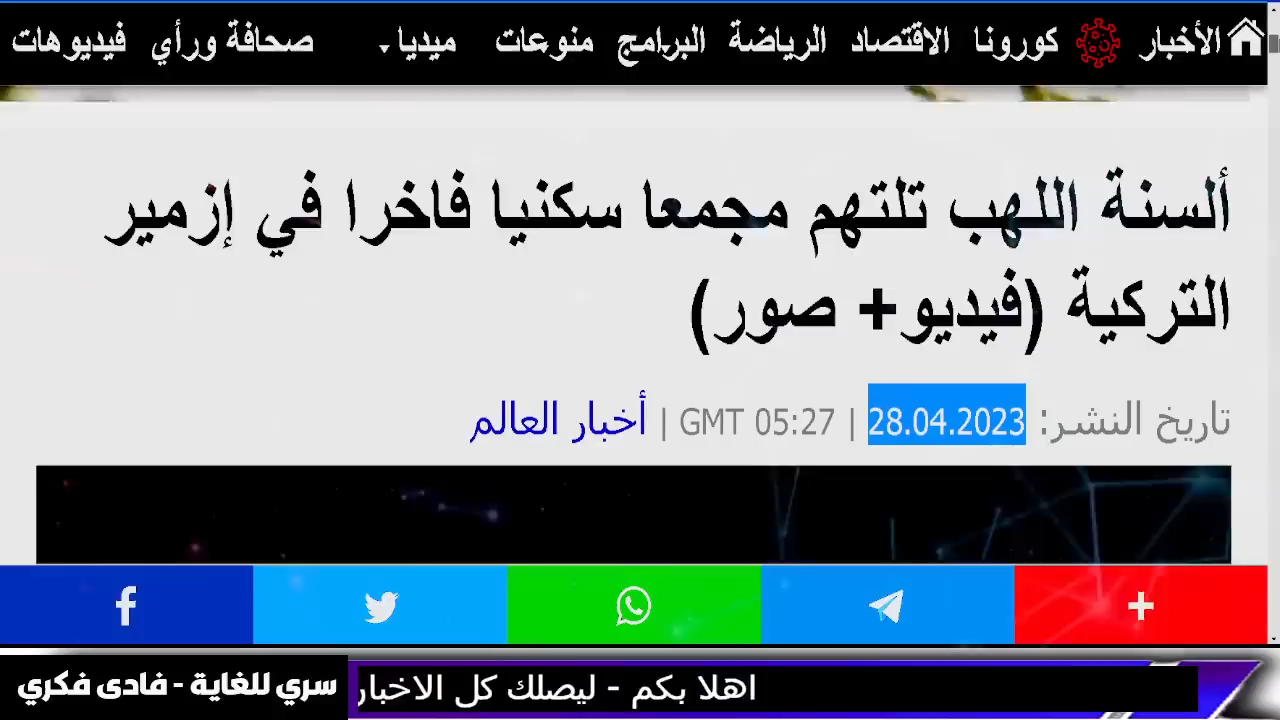 الأخبار كورونا الاقتصاد الرياضة البرامج منوعات ميديا صحافة ورأي فيديوهات
ألسنة اللهب تلتهم مجمعا سكنيا فاخرا في إزمير
التركية (فيديو+ صور)
تاريخ النشر: 28.04.2023 | 05:27 GMT | أخبار العالم
سري للغاية - فادى فكري
اهلا بكم - ليصلك كل الاخبار